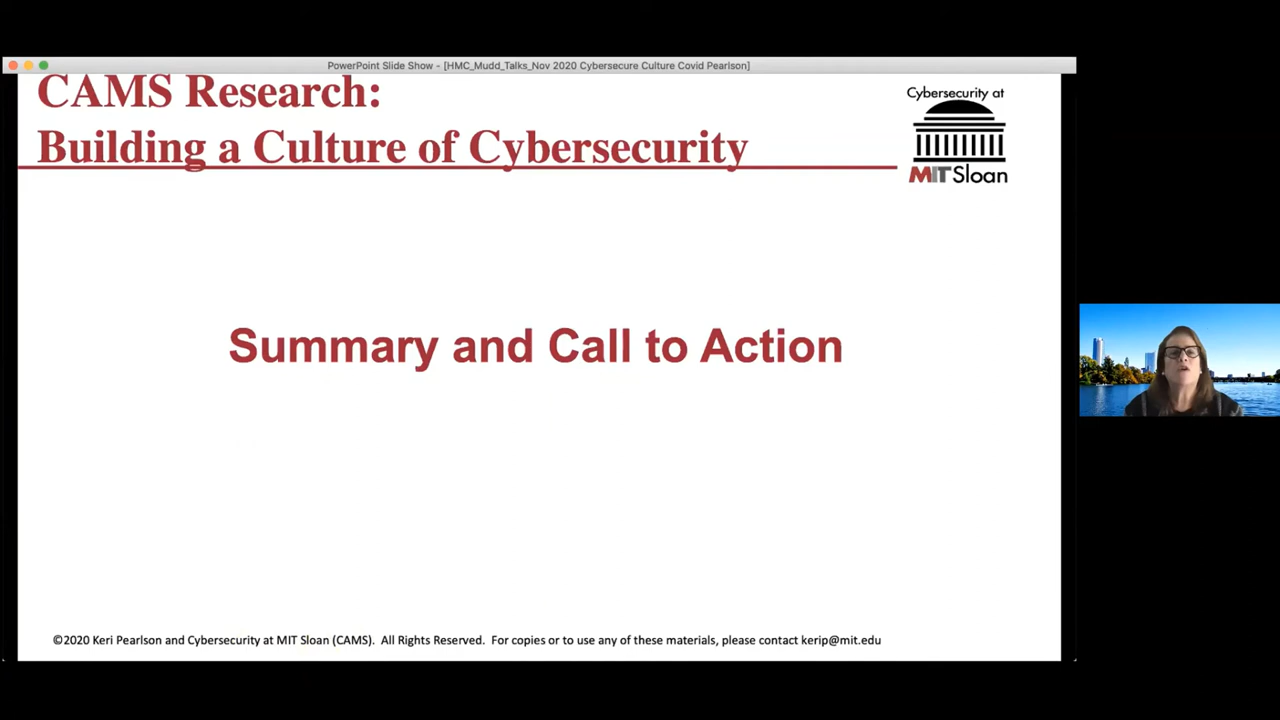 PowerPoint Slide Show - [HMC_Mudd_Talks_Nov 2020 Cybersecure Culture Covid Pearlson]
CAMS Research:
Building a Culture of Cybersecurity
Cybersecurity at
MIT Sloan
Summary and Call to Action
©2020 Keri Pearlson and Cybersecurity at MIT Sloan (CAMS). All Rights Reserved. For copies or to use any of these materials, please contact kerip@mit.edu